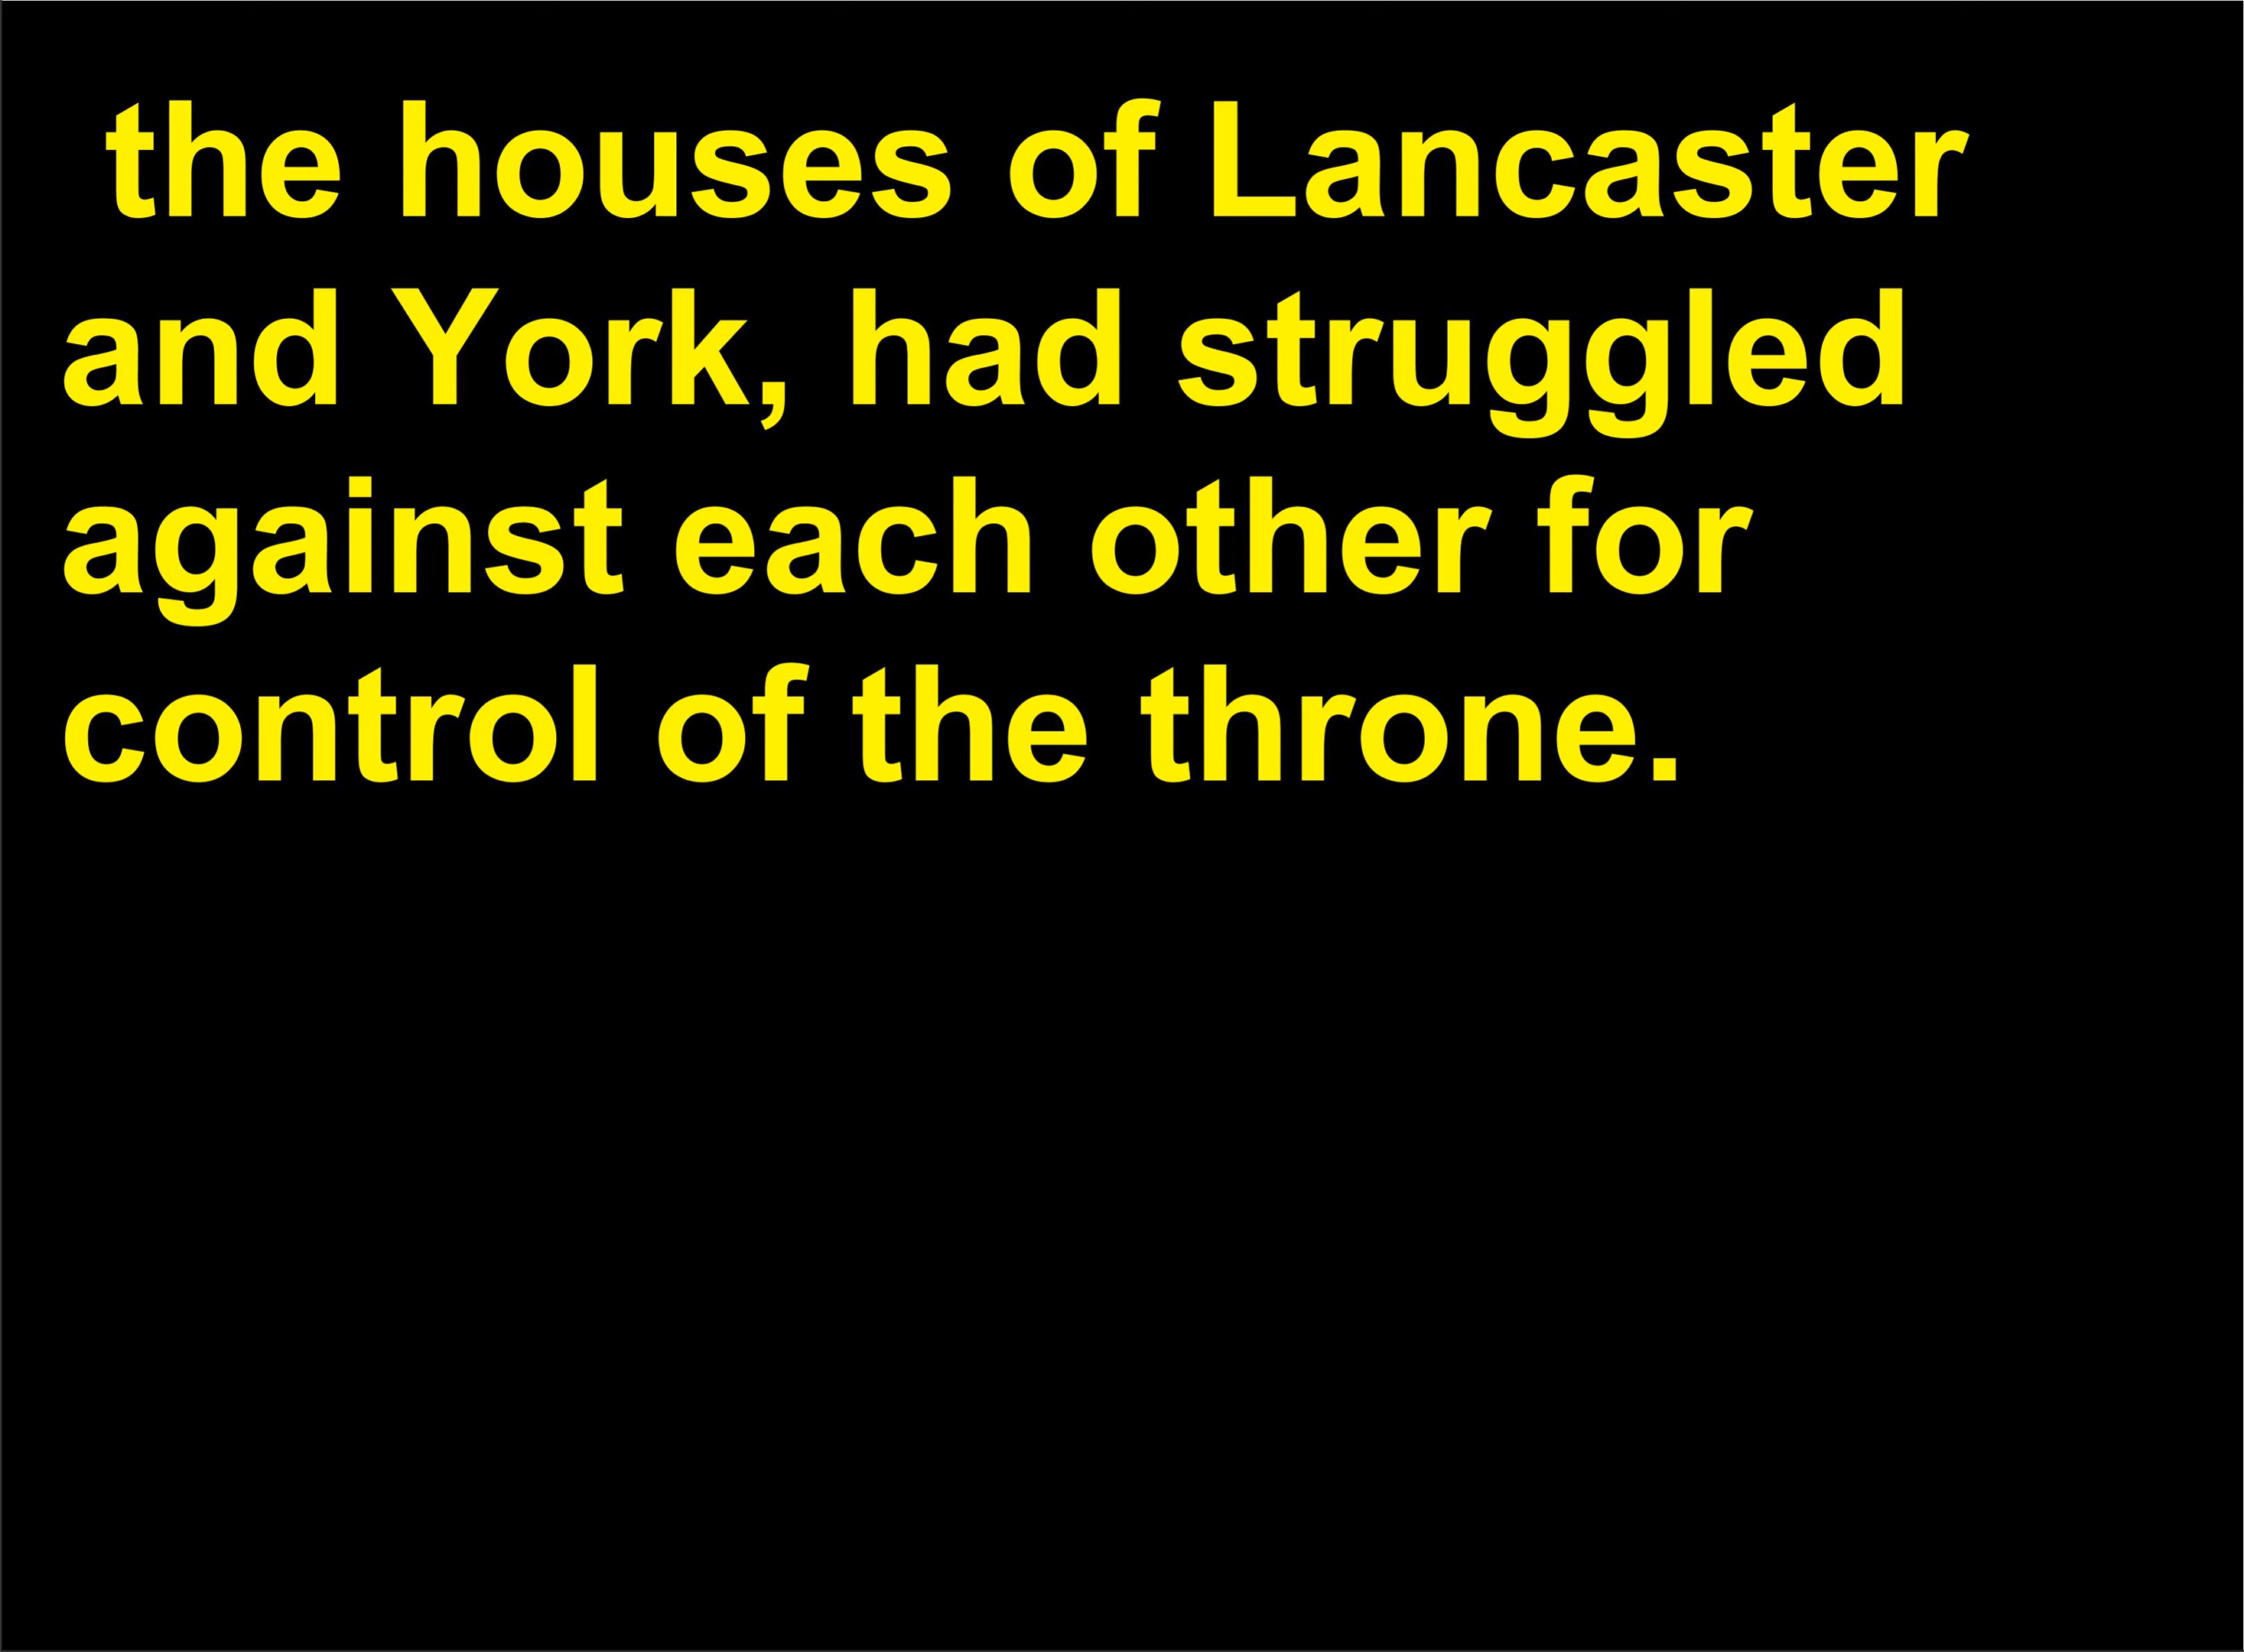 the houses of Lancaster
and York, had struggled
against each other for
control of the throne.